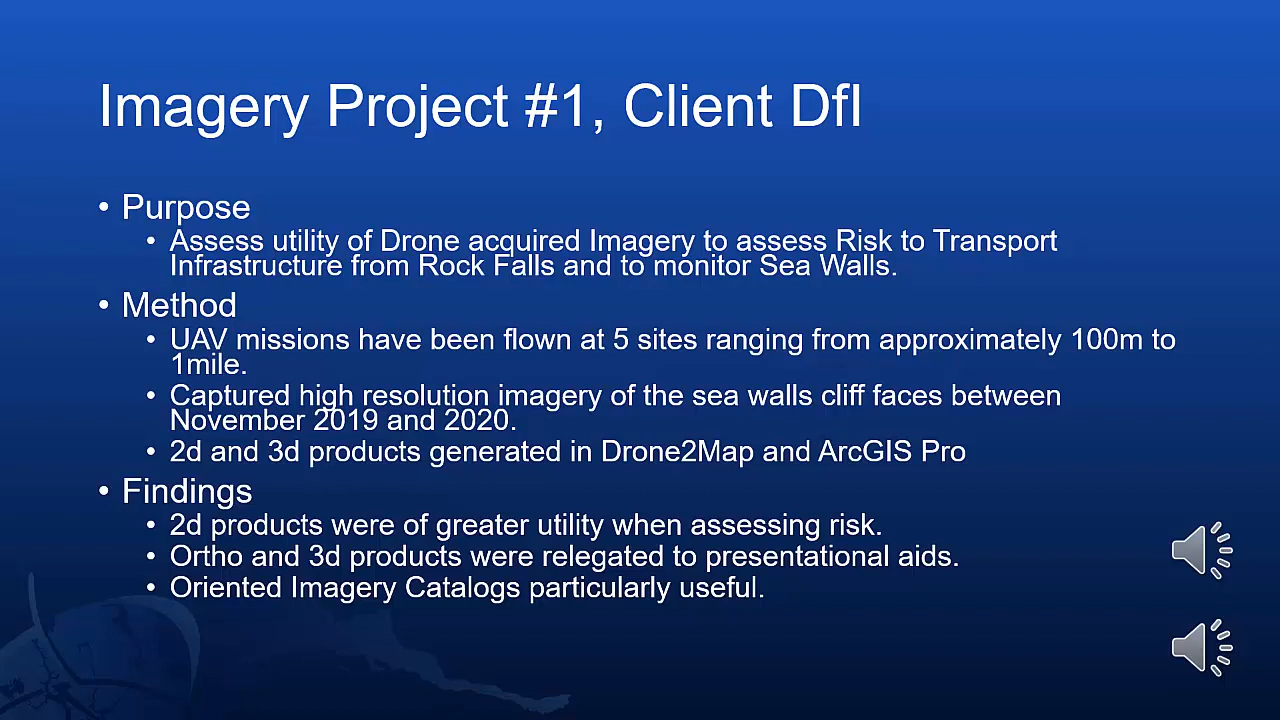 Imagery Project #1, Client DfI
• Purpose
• Assess utility of Drone acquired Imagery to assess Risk to Transport
Infrastructure from Rock Falls and to monitor Sea Walls.
• Method
• UAV missions have been flown at 5 sites ranging from approximately 100m to
1mile.
• Captured high resolution imagery of the sea walls cliff faces between
November 2019 and 2020.
• 2d and 3d products generated in Drone2Map and ArcGIS Pro
• Findings
• 2d products were of greater utility when assessing risk.
• Ortho and 3d products were relegated to presentational aids.
• Oriented Imagery Catalogs particularly useful.